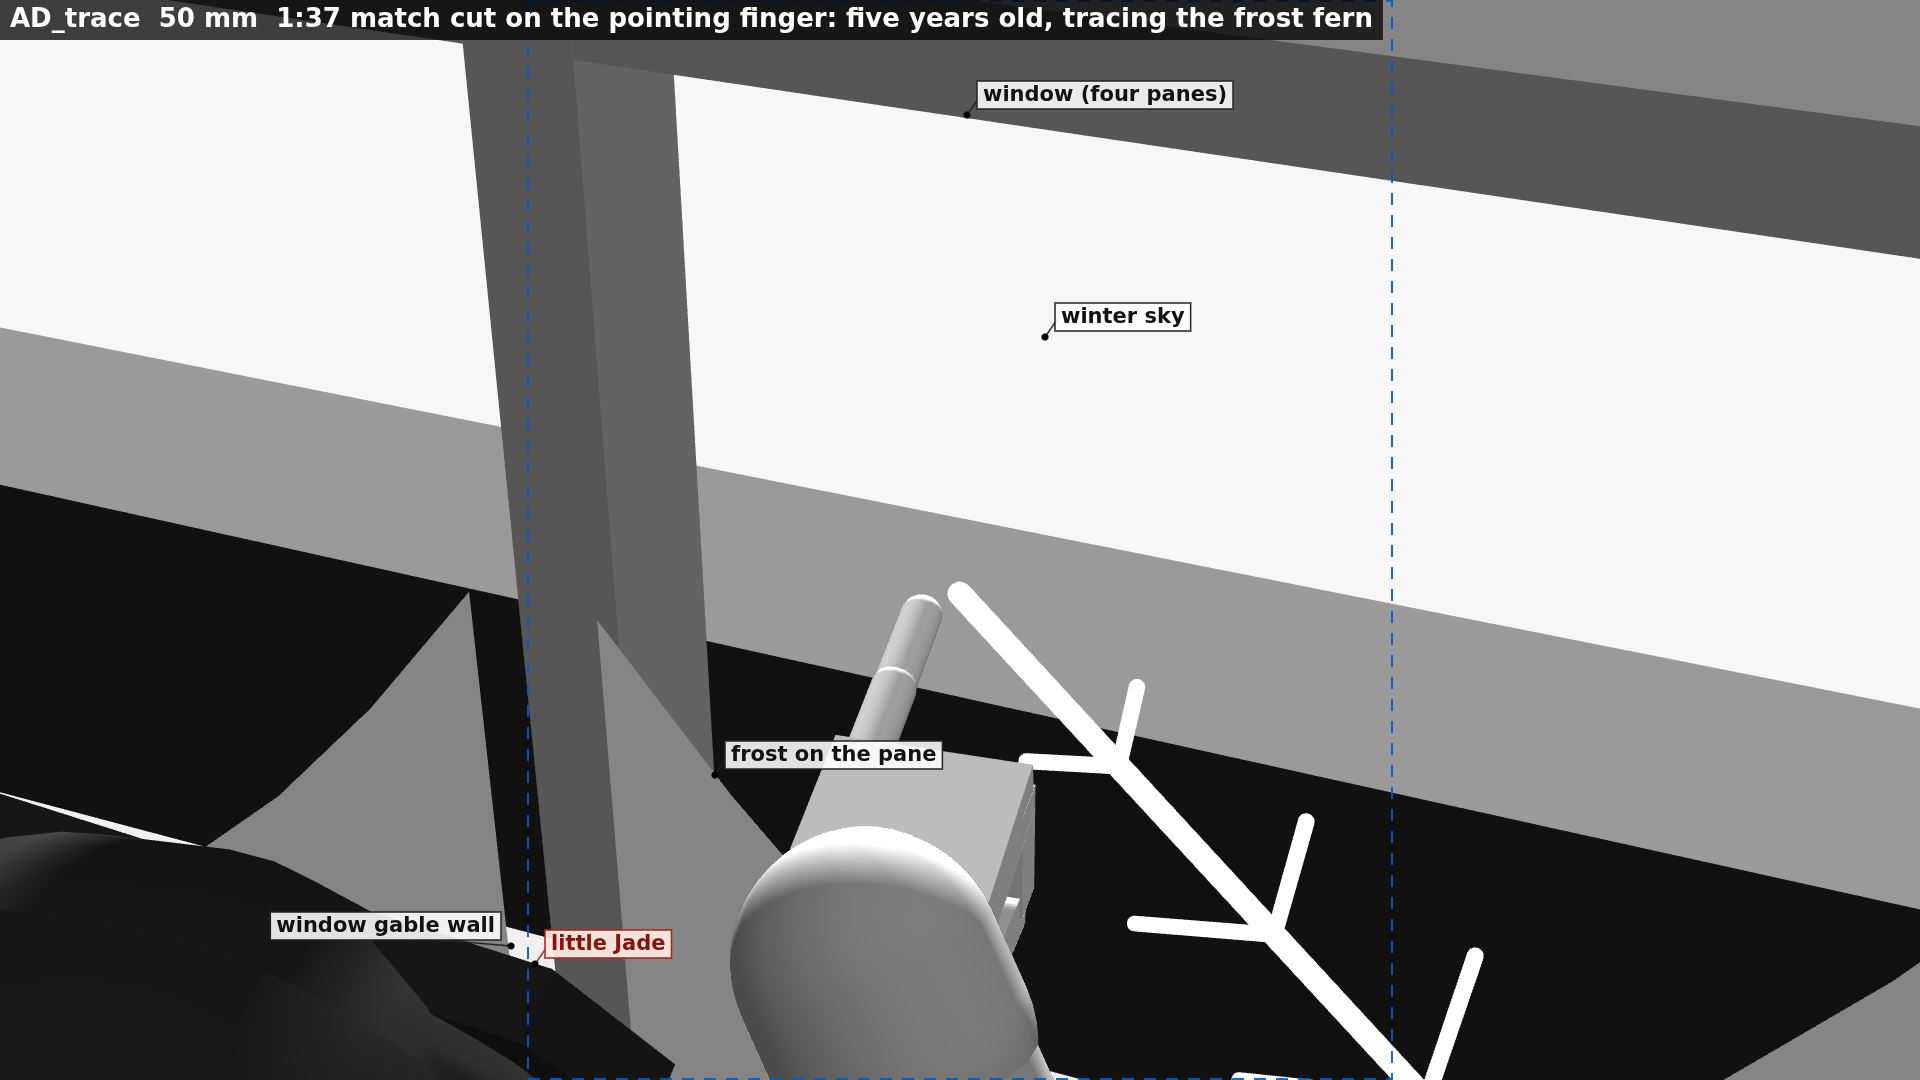 AD_trace 50 mm 1:37 match cut on the pointing finger: five years old, tracing the frost fern
window (four panes)
winter sky
frost on the pane
window gable wall
little Jade